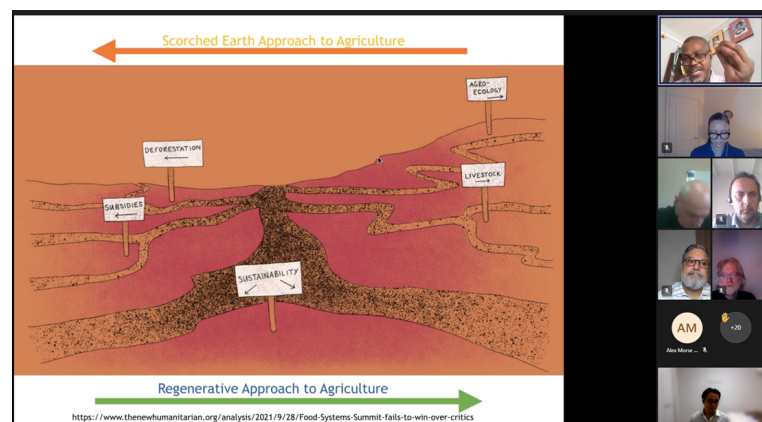 Scorched Earth Approach to Agriculture
AGRO-
ECOLOGY
DEFORESTATION
LIVESTOCK
SUBSIDIES
SUSTAINABILITY
Regenerative Approach to Agriculture
https://www.thenewhumanitarian.org/analysis/2021/9/28/Food-Systems-Summit-fails-to-win-over-critics
AM
+20
Alex Morse ...